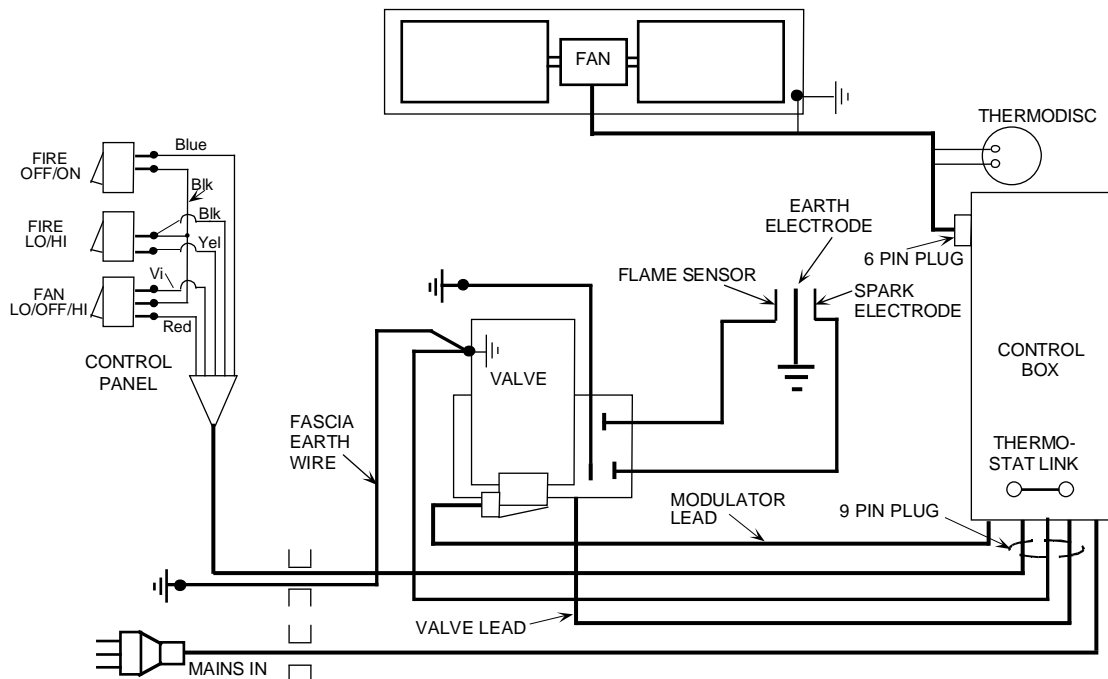 FAN
THERMODISC
FIRE
OFF/ON
Blue
Blk
FIRE
LO/HI
Blk
Yel
FAN
LO/OFF/HI
Vi
Red
CONTROL
PANEL
EARTH
ELECTRODE
FLAME SENSOR
SPARK
ELECTRODE
6 PIN PLUG
VALVE
CONTROL
BOX
FASCIA
EARTH
WIRE
THERMO-
STAT LINK
MODULATOR
LEAD
9 PIN PLUG
VALVE LEAD
MAINS IN